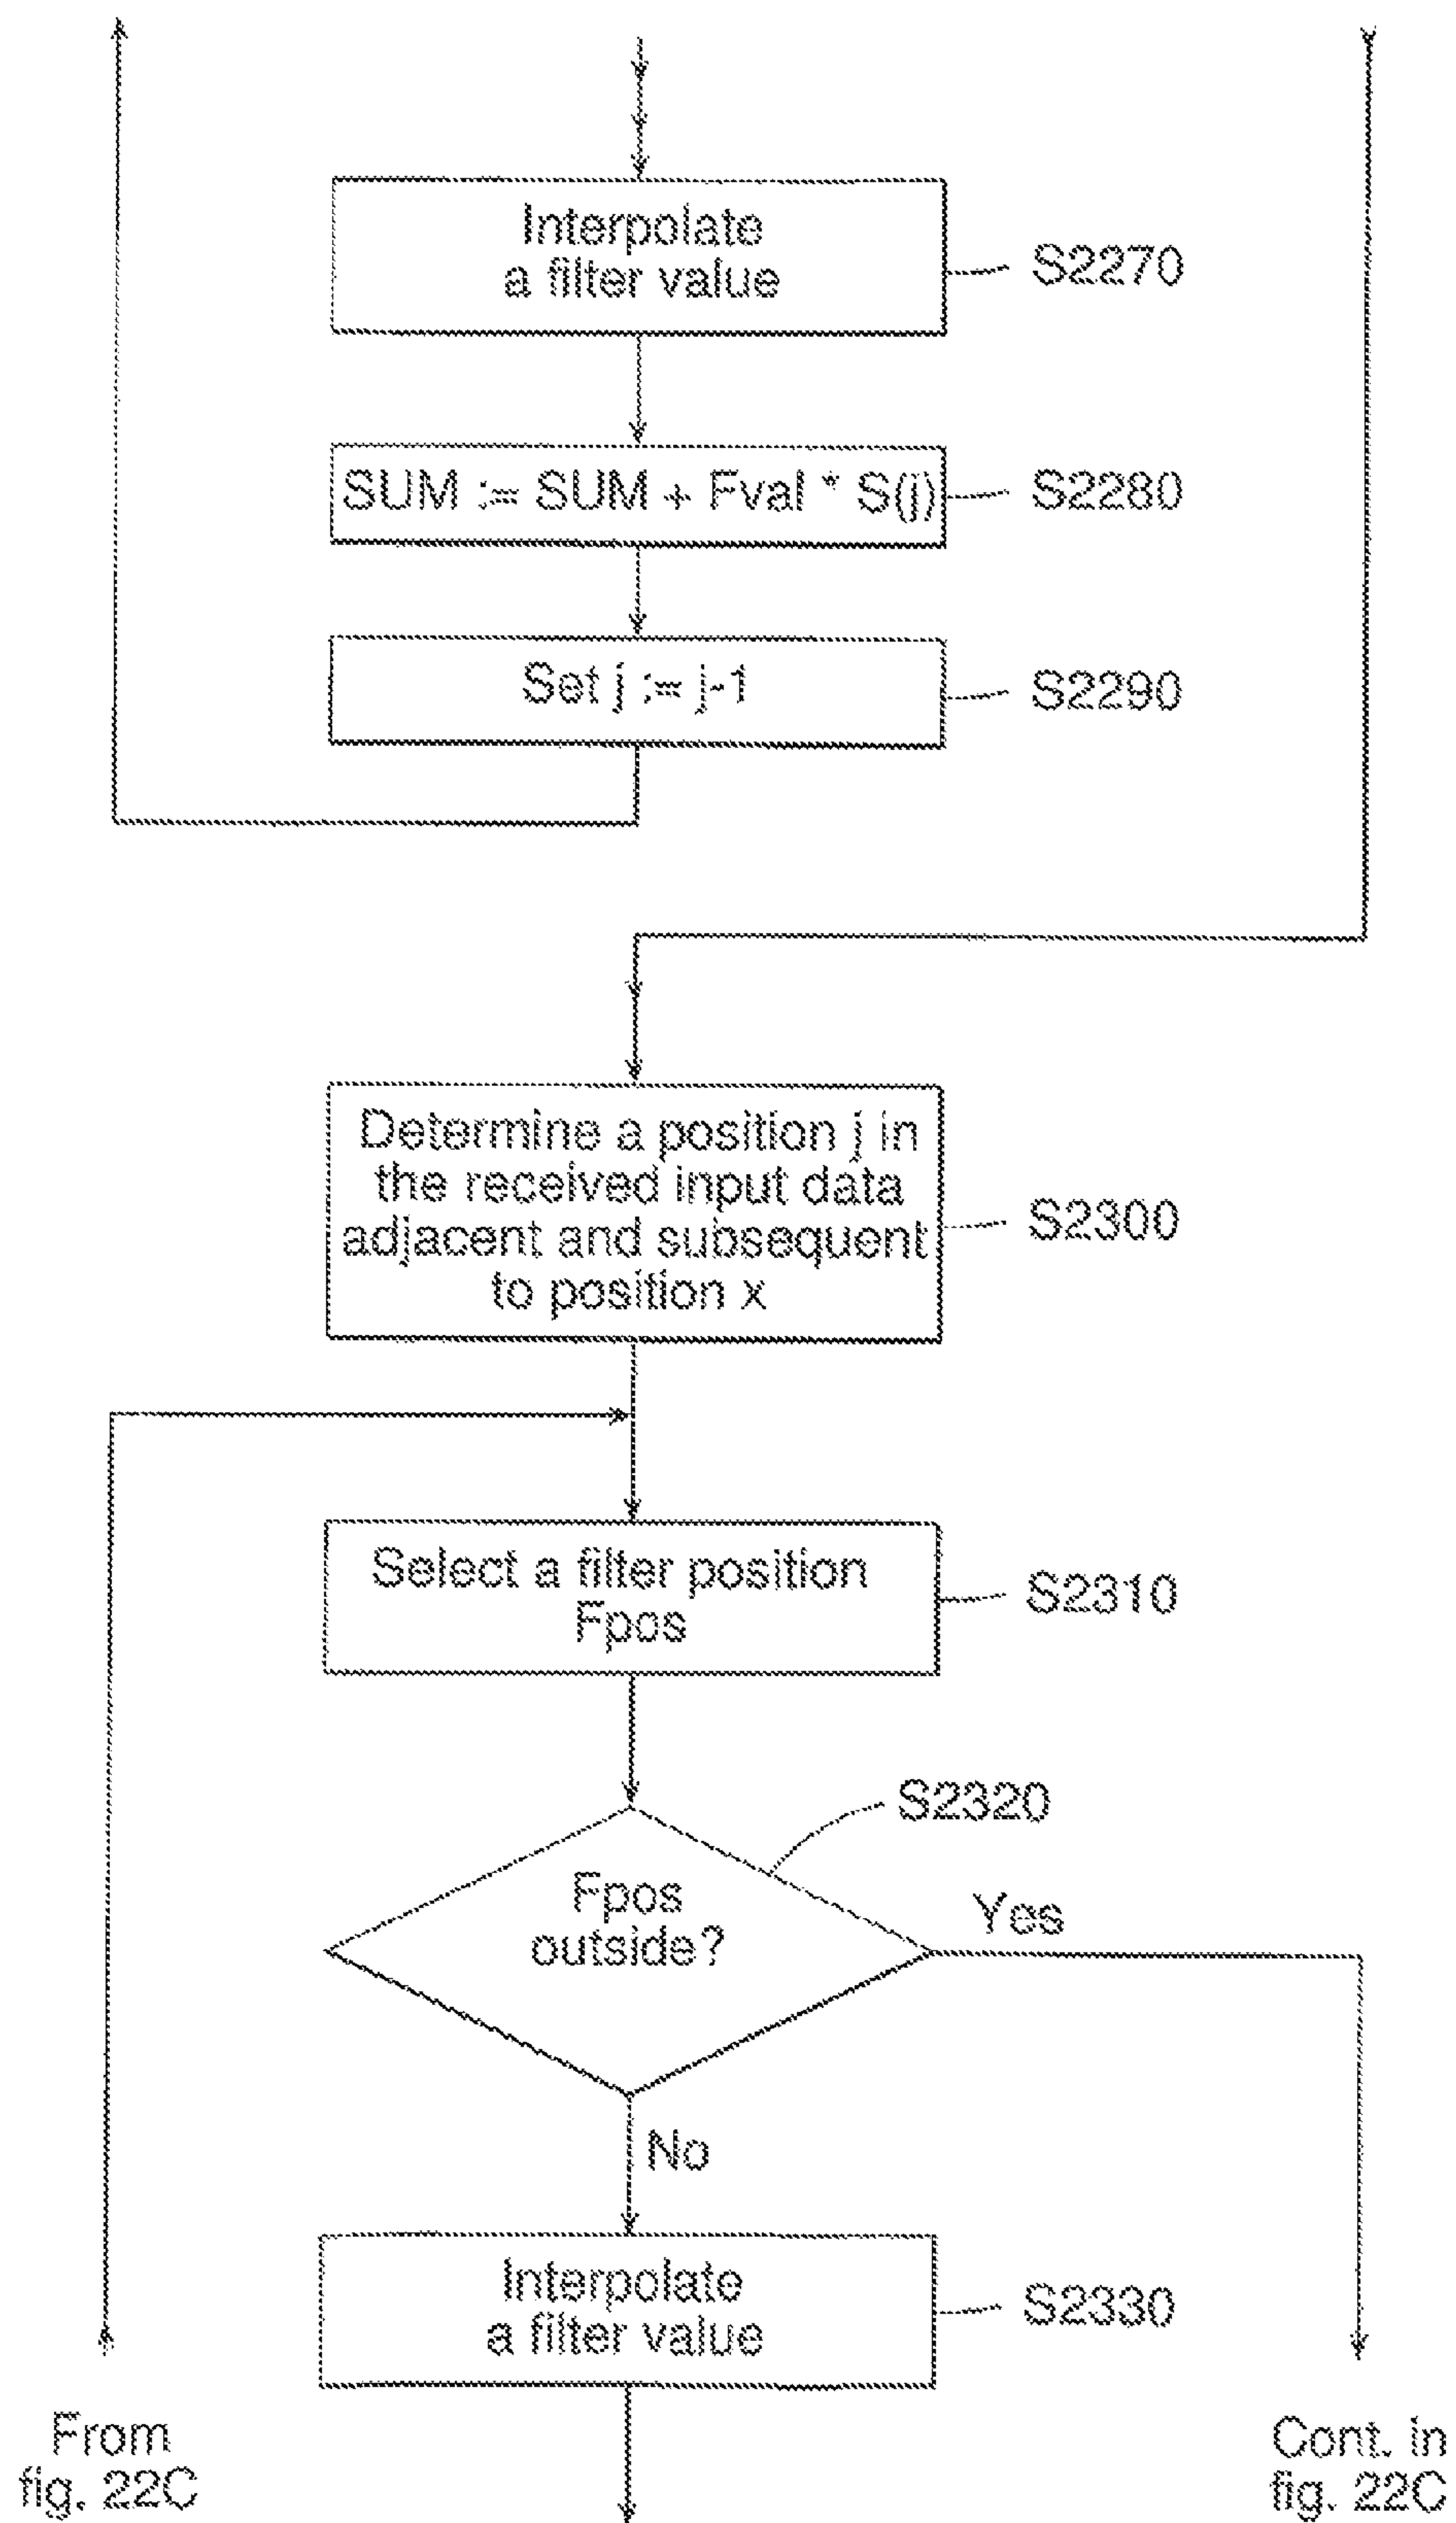 Interpolate
a filter value
S2270
SUM := SUM + Fval * S(j)
S2280
Set j := j-1
S2290
Determine a position j in
the received input data
adjacent and subsequent
to position x
S2300
Select a filter position
Fpos
S2310
S2320
Fpos
outside?
Yes
No
Interpolate
a filter value
S2330
From
fig. 22C
Cont. in
fig. 22C